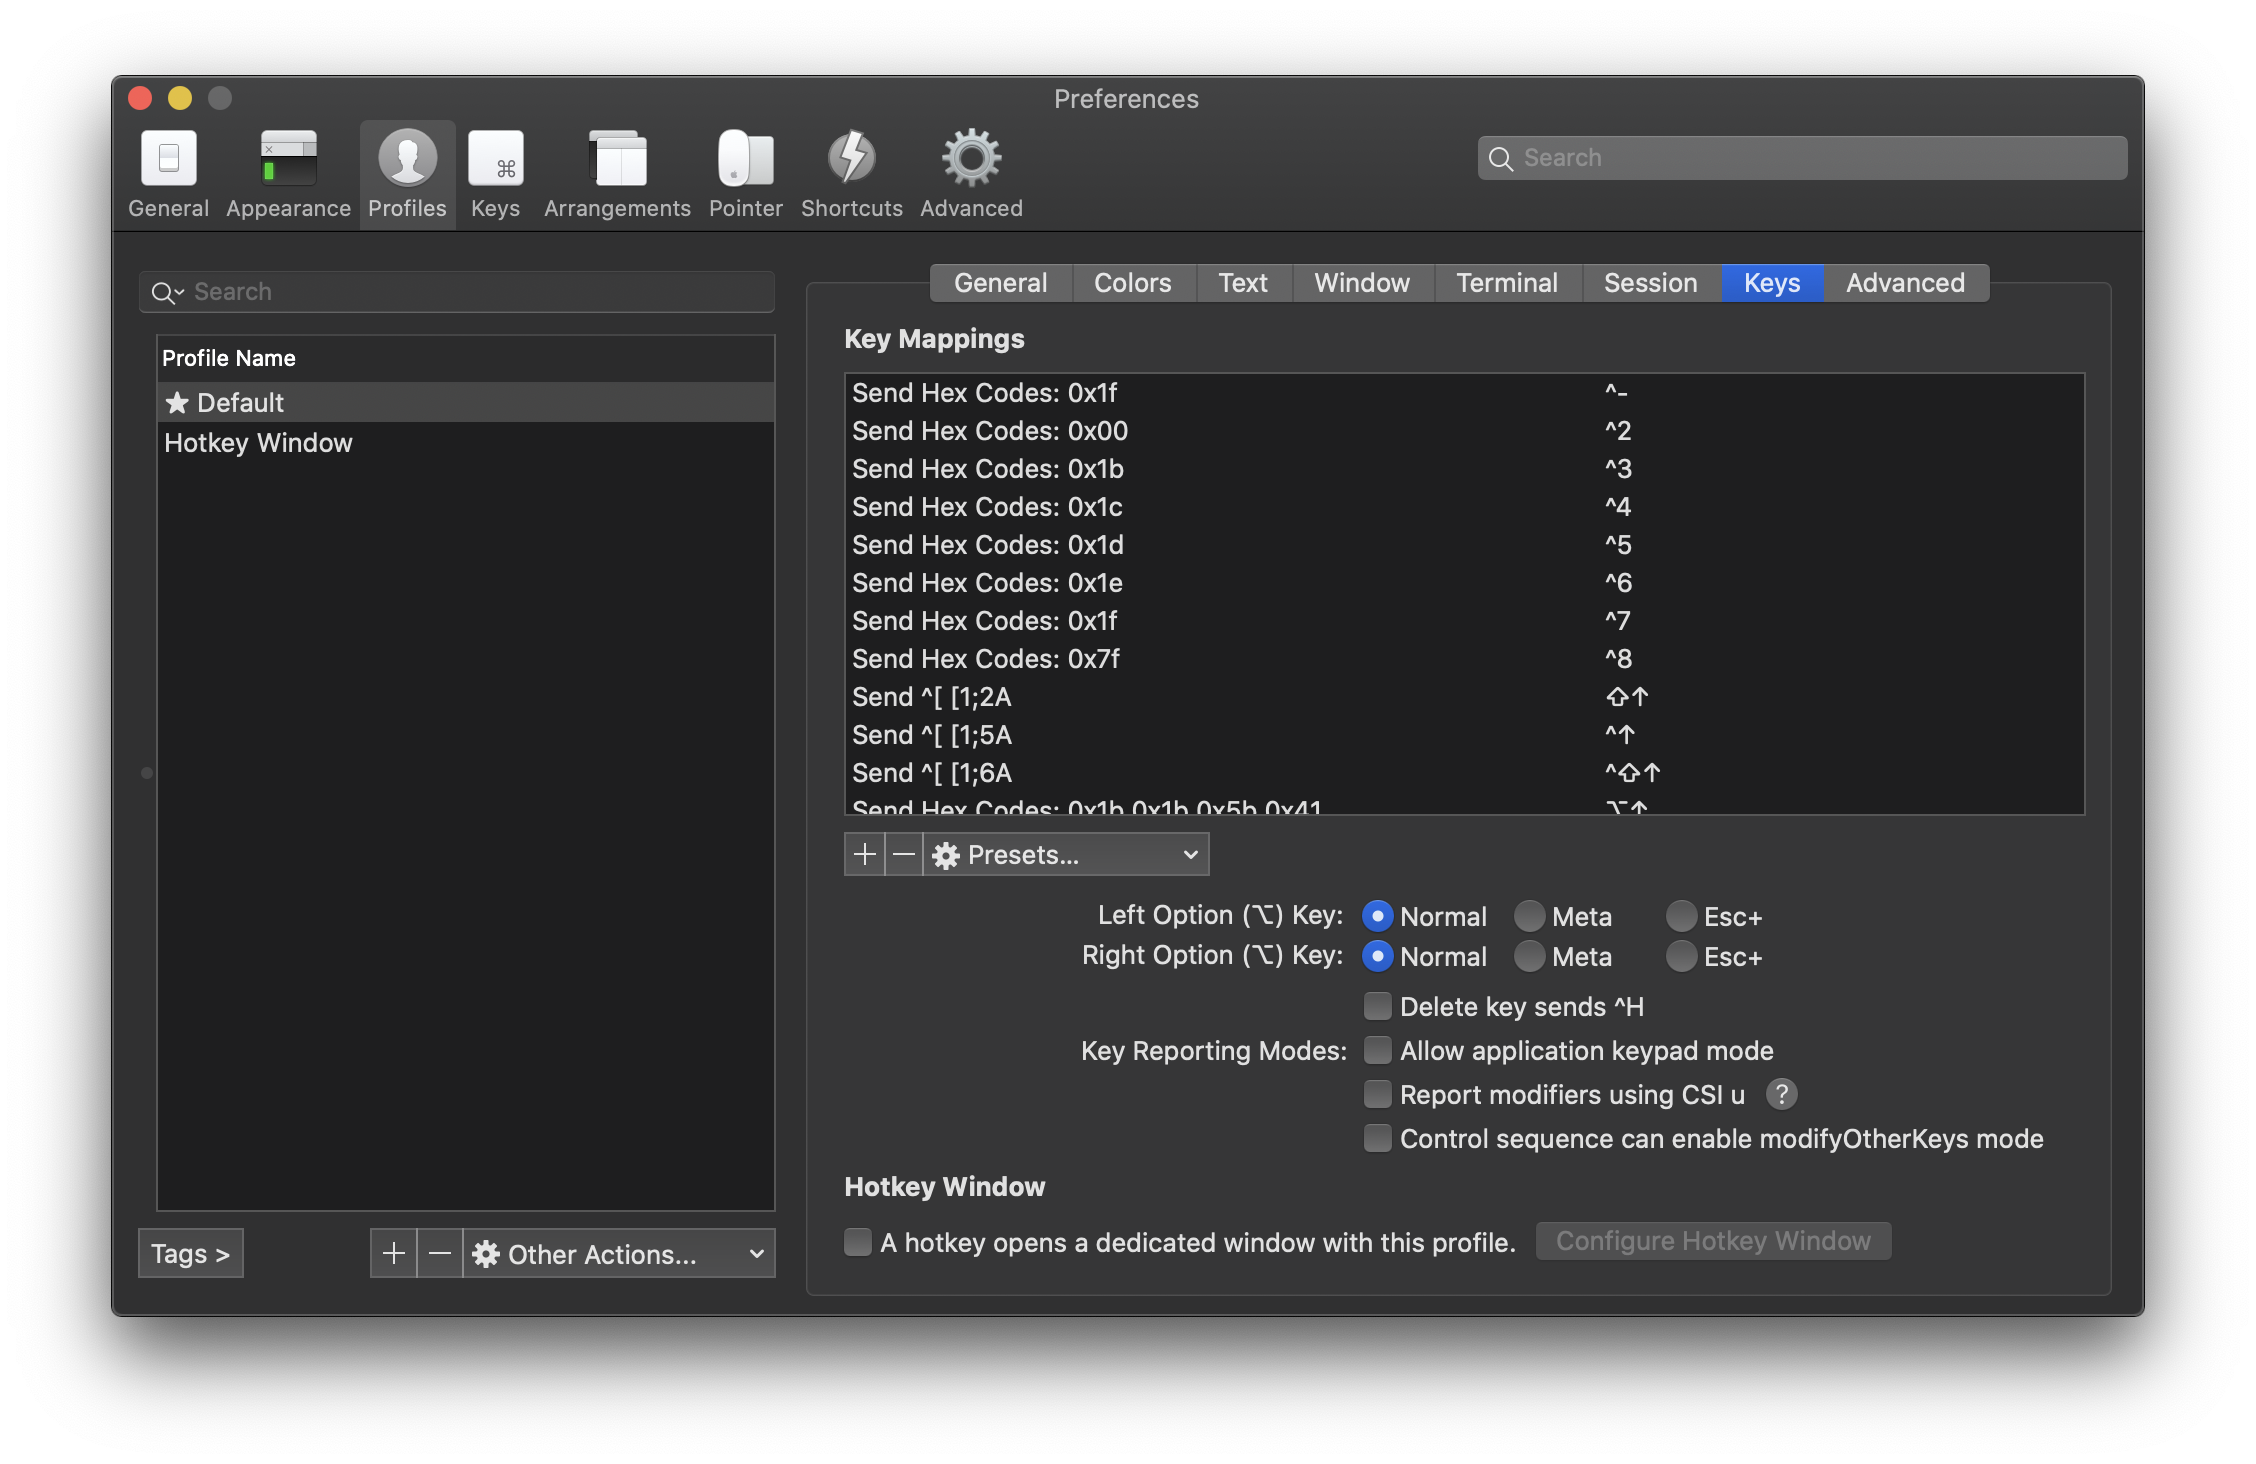 Preferences
General Appearance Profiles Keys Arrangements Pointer Shortcuts Advanced
Search
Search
Profile Name
Default
Hotkey Window
Tags >
Other Actions...
General Colors Text Window Terminal Session Keys Advanced
Key Mappings
Send Hex Codes: 0x1f ^-
Send Hex Codes: 0x00 ^2
Send Hex Codes: 0x1b ^3
Send Hex Codes: 0x1c ^4
Send Hex Codes: 0x1d ^5
Send Hex Codes: 0x1e ^6
Send Hex Codes: 0x1f ^7
Send Hex Codes: 0x7f ^8
Send ^[ [1;2A ⇧↑
Send ^[ [1;5A ^↑
Send ^[ [1;6A ^⇧↑
Send Hex Codes: 0x1b 0x1b 0x5b 0x41 ⌥↑
Presets...
Left Option (⌥) Key: Normal Meta Esc+
Right Option (⌥) Key: Normal Meta Esc+
Delete key sends ^H
Key Reporting Modes: Allow application keypad mode
Report modifiers using CSI u ?
Control sequence can enable modifyOtherKeys mode
Hotkey Window
A hotkey opens a dedicated window with this profile. Configure Hotkey Window